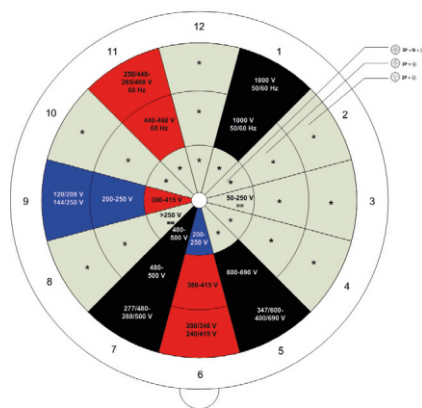 12
11
1
250/440-
260/460 V
60 Hz
1000 V
50/60 Hz
3P + N +
3P +
2P +
*
*
440-460 V
60 Hz
1000 V
50/60 Hz
10
2
*
*
*
*
*
*
*
*
*
*
9
120/208 V
144/250 V
200-250 V
380-415 V
*
50-250 V
*
*
3
>250 V
*
*
*
480-
500 V
200-
250 V
*
*
*
8
4
480-
500 V
380-415 V
600-690 V
277/480-
288/500 V
200/346 V
240/415 V
347/600-
400/690 V
7
6
5